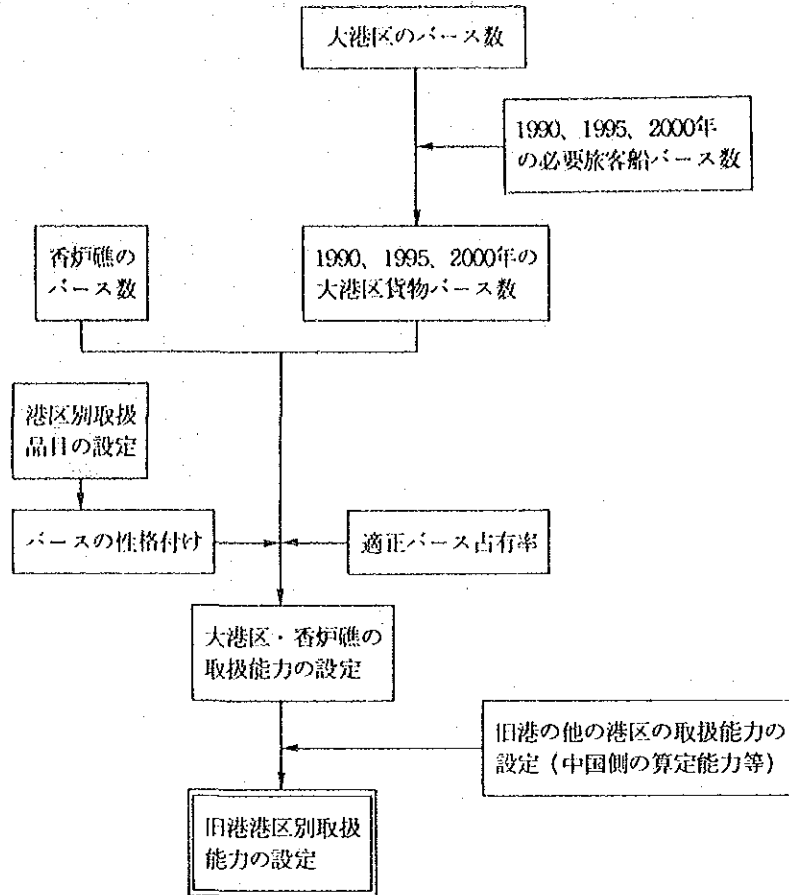 大港区のバース数
1990、1995、2000年
の必要旅客船バース数
香炉礁の
バース数
1990、1995、2000年の
大港区貨物バース数
港区別取扱
品目の設定
バースの性格付け
適正バース占有率
大港区・香炉礁の
取扱能力の設定
旧港の他の港区の取扱能力の
設定（中国側の算定能力等）
旧港港区別取扱
能力の設定